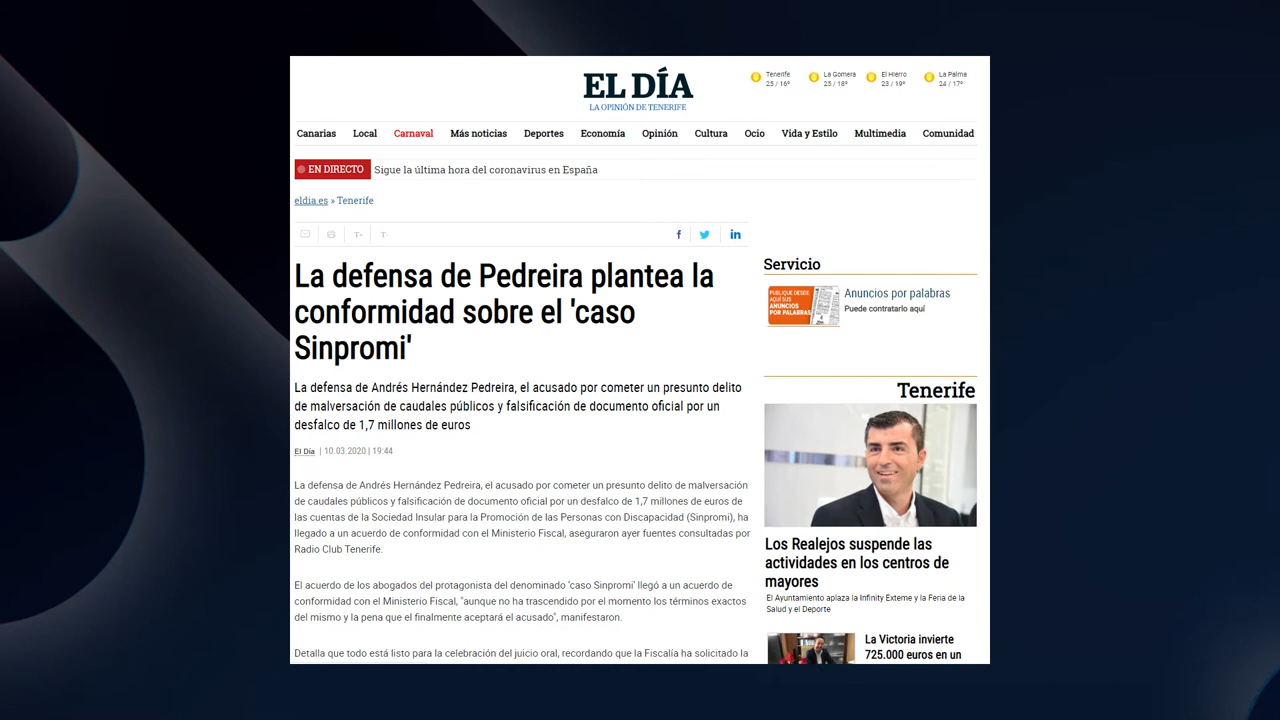 EL DÍA
LA OPINIÓN DE TENERIFE
Tenerife
25 / 16º
La Gomera
25 / 18º
El Hierro
23 / 19º
La Palma
24 / 17º
Canarias Local Carnaval Más noticias Deportes Economía Opinión Cultura Ocio Vida y Estilo Multimedia Comunidad
EN DIRECTO Sigue la última hora del coronavirus en España
eldia.es » Tenerife
T+ T-
La defensa de Pedreira plantea la
conformidad sobre el 'caso
Sinpromi'
La defensa de Andrés Hernández Pedreira, el acusado por cometer un presunto delito
de malversación de caudales públicos y falsificación de documento oficial por un
desfalco de 1,7 millones de euros
El Día | 10.03.2020 | 19:44
La defensa de Andrés Hernández Pedreira, el acusado por cometer un presunto delito de malversación
de caudales públicos y falsificación de documento oficial por un desfalco de 1,7 millones de euros de
las cuentas de la Sociedad Insular para la Promoción de las Personas con Discapacidad (Sinpromi), ha
llegado a un acuerdo de conformidad con el Ministerio Fiscal, aseguraron ayer fuentes consultadas por
Radio Club Tenerife.
El acuerdo de los abogados del protagonista del denominado 'caso Sinpromi' llegó a un acuerdo de
conformidad con el Ministerio Fiscal, "aunque no ha trascendido por el momento los términos exactos
del mismo y la pena que el finalmente aceptará el acusado", manifestaron.
Detalla que todo está listo para la celebración del juicio oral, recordando que la Fiscalía ha solicitado la
Servicio
PUBLIQUE DESDE
AQUÍ SUS
ANUNCIOS
POR PALABRAS
Anuncios por palabras
Puede contratarlo aquí
Tenerife
Los Realejos suspende las
actividades en los centros de
mayores
El Ayuntamiento aplaza la Infinity Exteme y la Feria de la
Salud y el Deporte
La Victoria invierte
725.000 euros en un